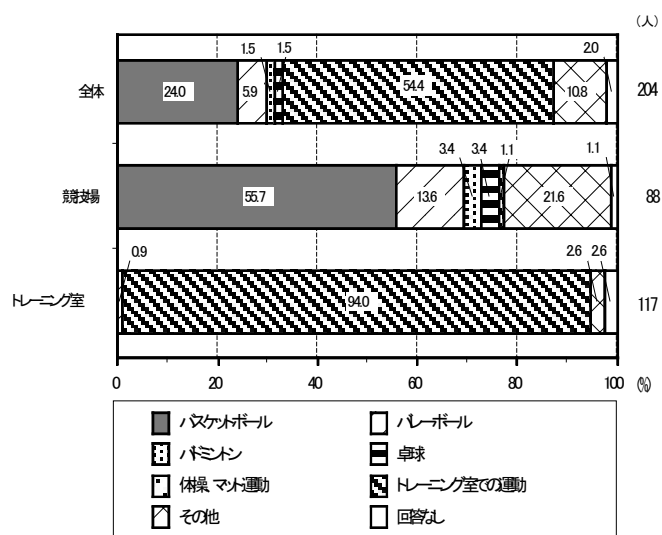 (人)
1.5 1.5 2.0
全体 24.0 5.9 54.4 10.8 204
3.4 3.4 1.1 1.1
競技場 55.7 13.6 21.6 88
0.9 2.6 2.6
トレーニング室 94.0 117
0 20 40 60 80 100 (%)
バスケットボール バレーボール
バドミントン 卓球
体操、マット運動 トレーニング室での運動
その他 回答なし